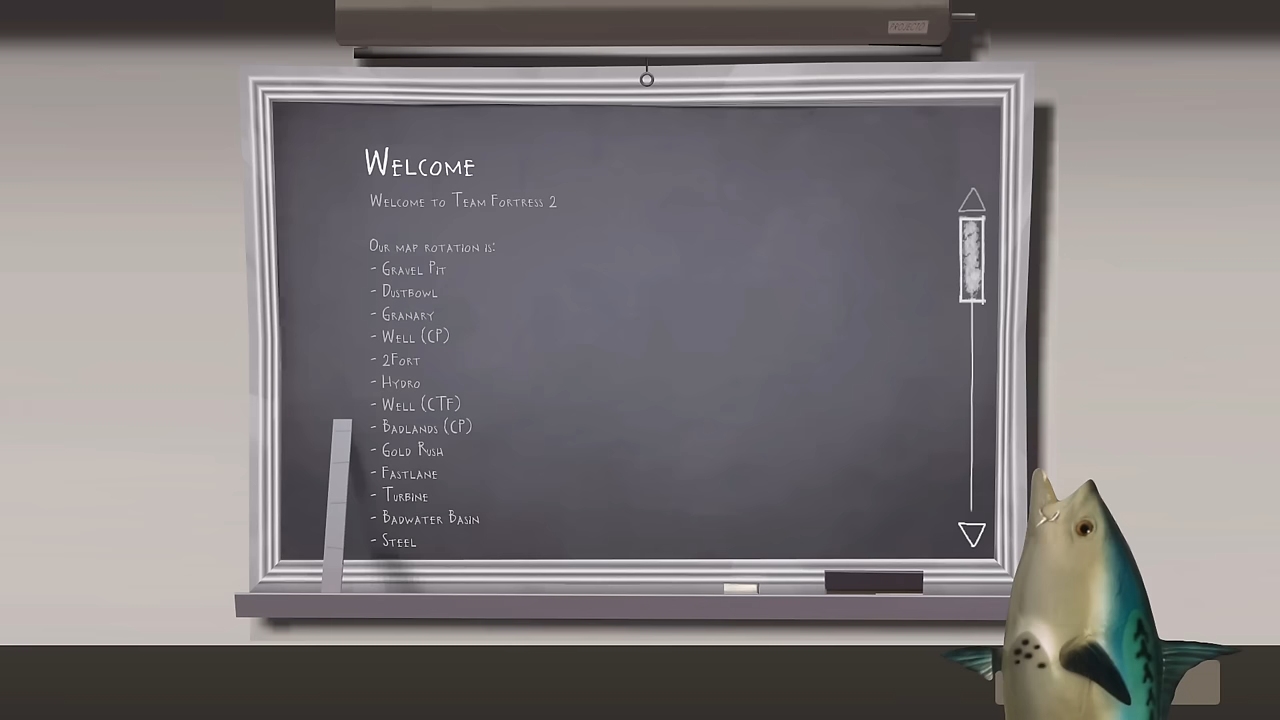 PROJECTO
WELCOME
WELCOME TO TEAM FORTRESS 2
OUR MAP ROTATION IS:
- GRAVEL PIT
- DUSTBOWL
- GRANARY
- WELL (CP)
- 2FORT
- HYDRO
- WELL (CTF)
- BADLANDS (CP)
- GOLD RUSH
- FASTLANE
- TURBINE
- BADWATER BASIN
- STEEL